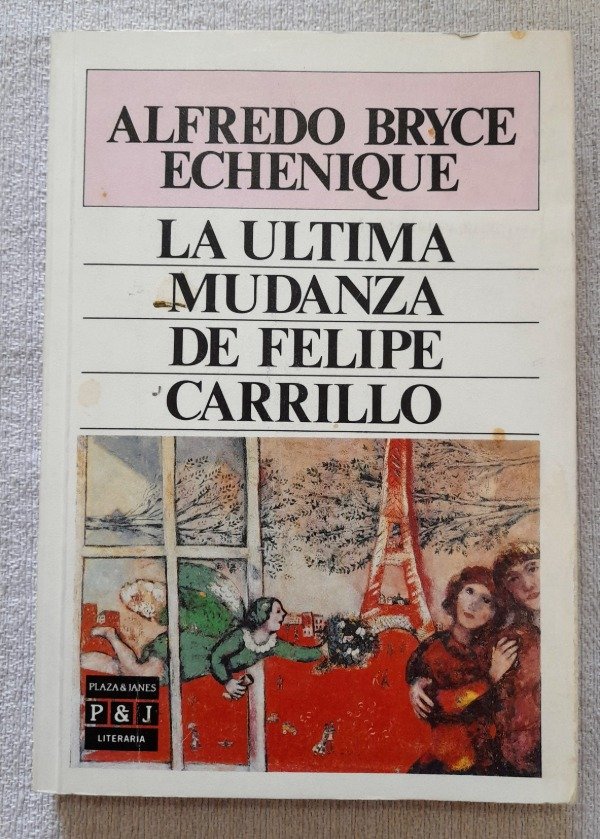 ALFREDO BRYCE
ECHENIQUE
LA ULTIMA
MUDANZA
DE FELIPE
CARRILLO
PLAZA & JANES
P & J
LITERARIA